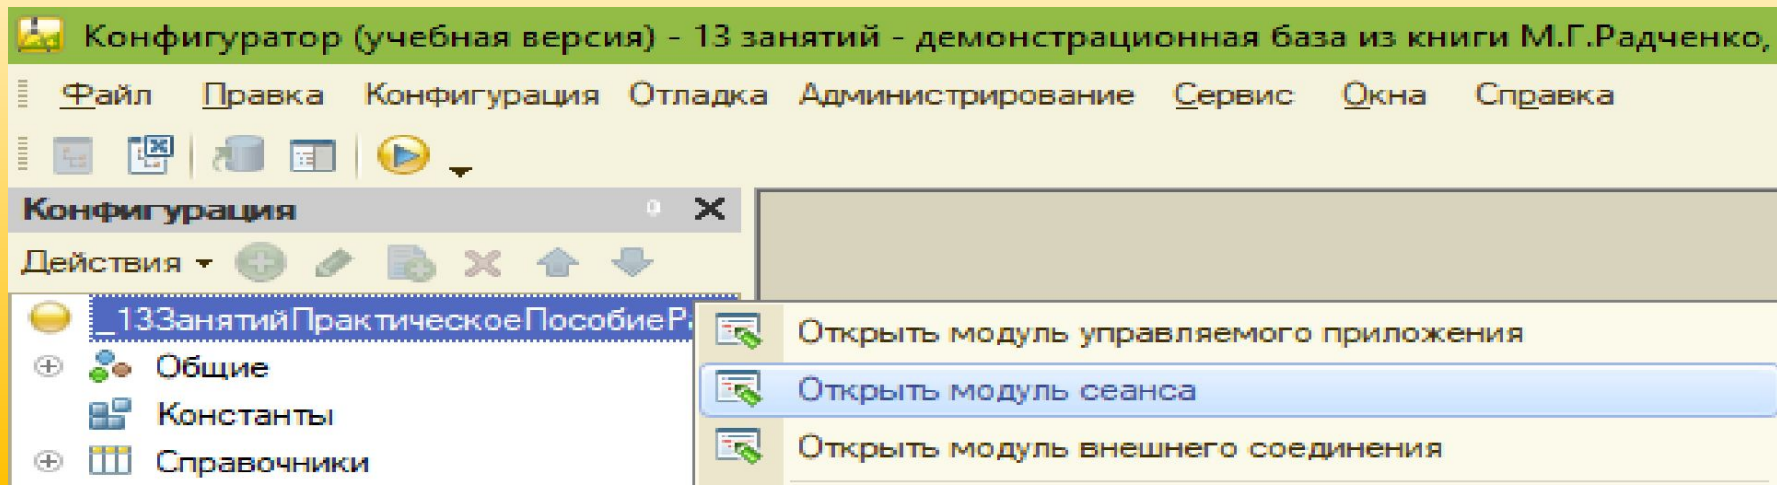 Конфигуратор (учебная версия) - 13 занятий - демонстрационная база из книги М.Г.Радченко,
Файл Правка Конфигурация Отладка Администрирование Сервис Окна Справка
Конфигурация
Действия
_13ЗанятийПрактическоеПособиеР
Открыть модуль управляемого приложения
Общие
Открыть модуль сеанса
Константы
Открыть модуль внешнего соединения
Справочники